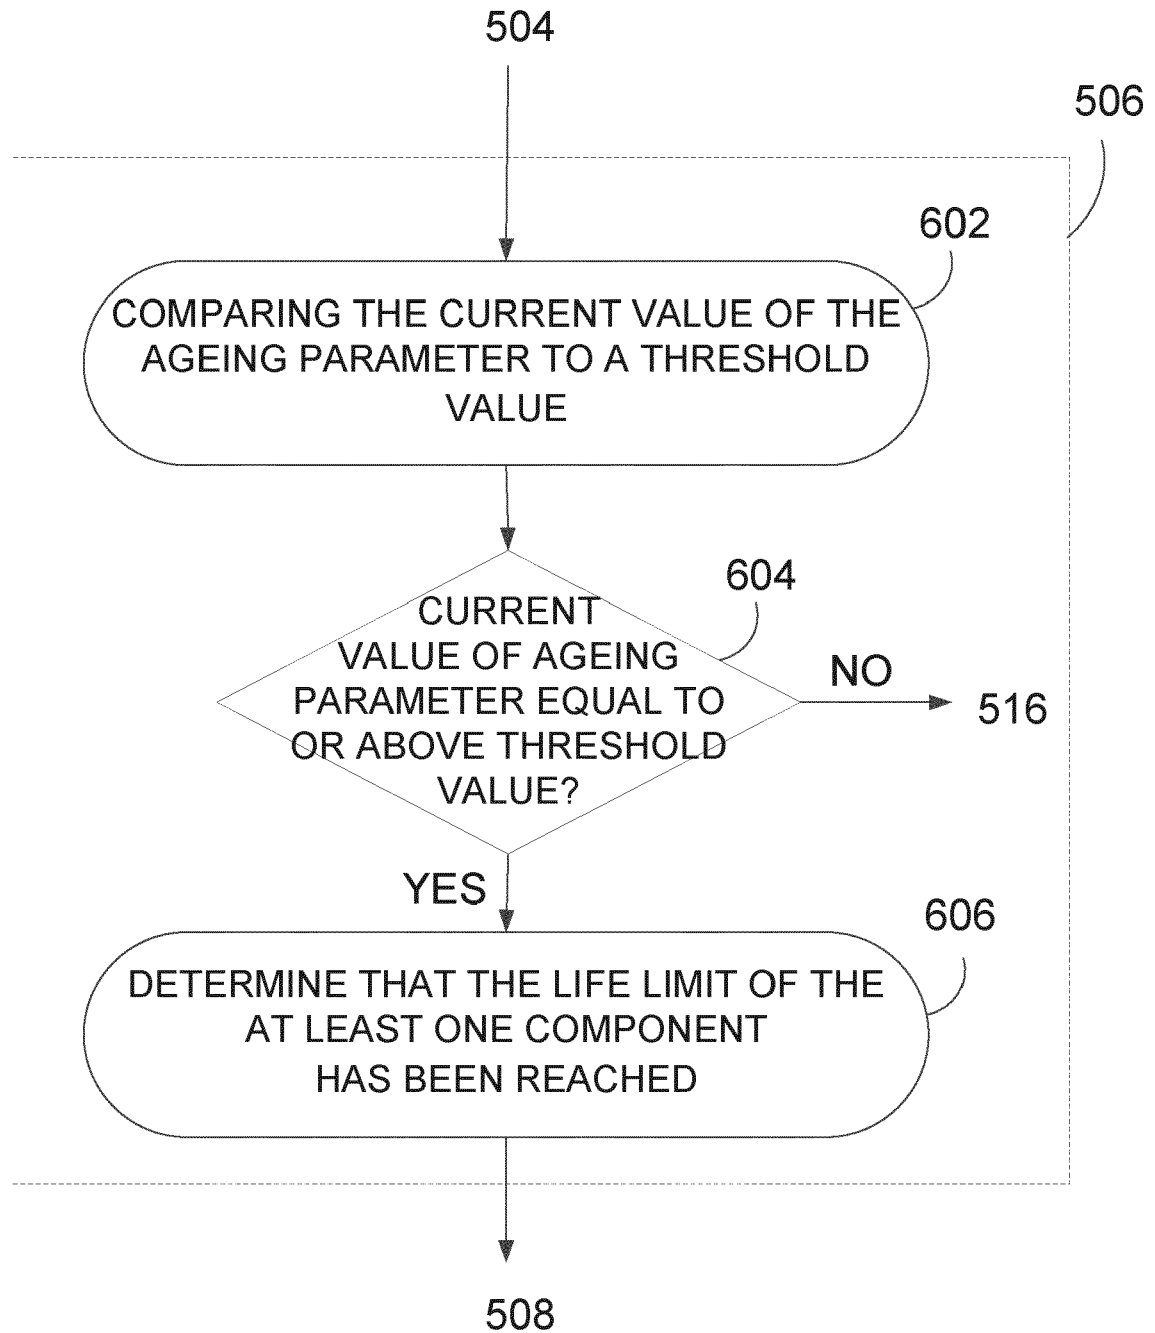 504
506
602
COMPARING THE CURRENT VALUE OF THE
AGEING PARAMETER TO A THRESHOLD
VALUE
604
CURRENT
VALUE OF AGEING
PARAMETER EQUAL TO
OR ABOVE THRESHOLD
VALUE?
NO
516
YES
606
DETERMINE THAT THE LIFE LIMIT OF THE
AT LEAST ONE COMPONENT
HAS BEEN REACHED
508